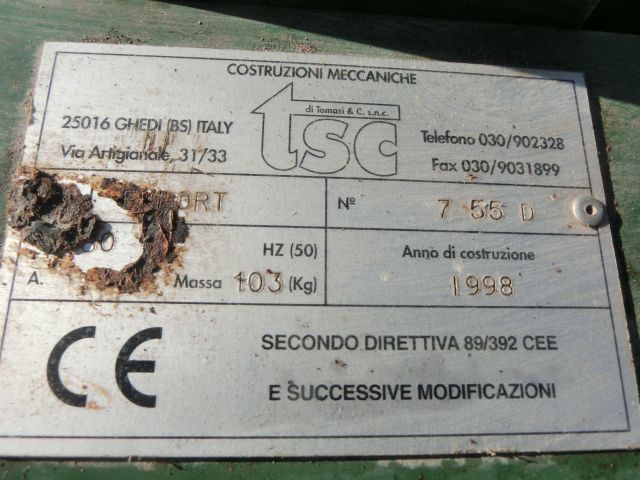 COSTRUZIONI MECCANICHE
25016 GHEDI (BS) ITALY
Via Artigianale, 31/33
tsc
di Tomasi & C. s.n.c.
Telefono 030/902328
Fax 030/9031899
Nº 7 55 D
HZ (50)
A. Massa 103 (Kg)
Anno di costruzione
1998
CE
SECONDO DIRETTIVA 89/392 CEE
E SUCCESSIVE MODIFICAZIONI